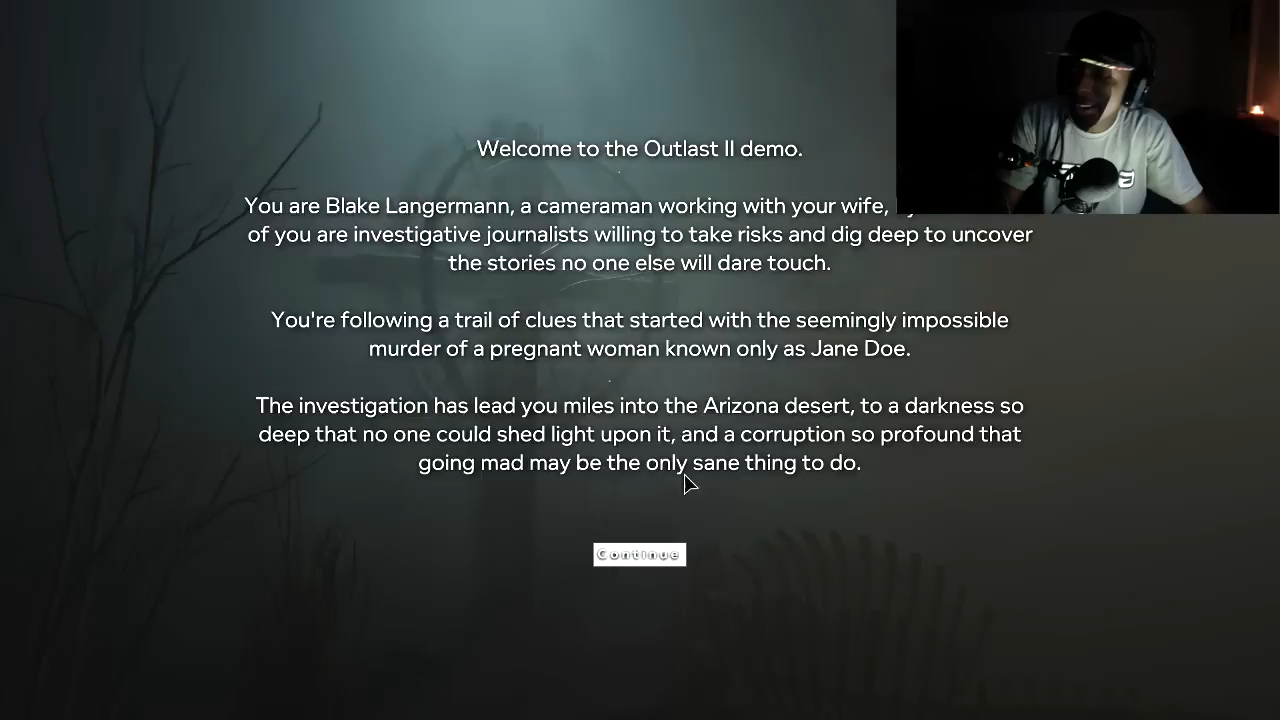 Welcome to the Outlast II demo.
You are Blake Langermann, a cameraman working with your wife,
of you are investigative journalists willing to take risks and dig deep to uncover
the stories no one else will dare touch.
You're following a trail of clues that started with the seemingly impossible
murder of a pregnant woman known only as Jane Doe.
The investigation has lead you miles into the Arizona desert, to a darkness so
deep that no one could shed light upon it, and a corruption so profound that
going mad may be the only sane thing to do.
Continue